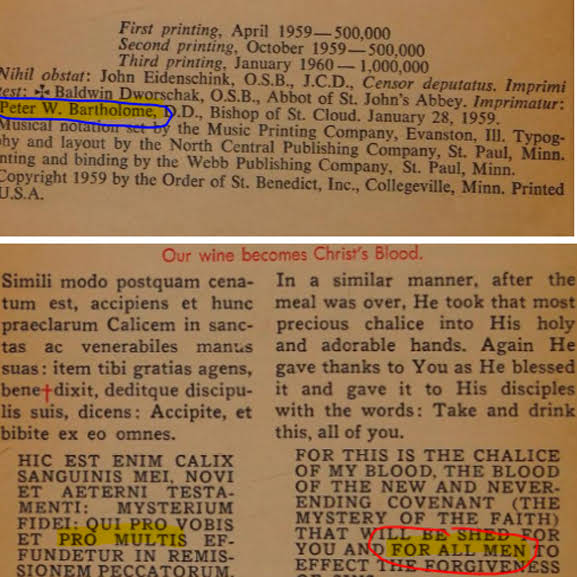 First printing, April 1959—500,000
Second printing, October 1959—500,000
Third printing, January 1960—1,000,000
Nihil obstat: John Eidenschink, O.S.B., J.C.D., Censor deputatus. Imprimi
test: ✠ Baldwin Dworschak, O.S.B., Abbot of St. John's Abbey. Imprimatur:
Peter W. Bartholome, D.D., Bishop of St. Cloud. January 28, 1959.
Musical notation set by the Music Printing Company, Evanston, Ill. Typog-
phy and layout by the North Central Publishing Company, St. Paul, Minn.
nting and binding by the Webb Publishing Company, St. Paul, Minn.
Copyright 1959 by the Order of St. Benedict, Inc., Collegeville, Minn. Printed
U.S.A.
Our wine becomes Christ's Blood.
Simili modo postquam cena-
tum est, accipiens et hunc
praeclarum Calicem in sanc-
tas ac venerabiles manus
suas: item tibi gratias agens,
bene†dixit, deditque discipu-
lis suis, dicens: Accipite, et
bibite ex eo omnes.
HIC EST ENIM CALIX
SANGUINIS MEI, NOVI
ET AETERNI TESTA-
MENTI: MYSTERIUM
FIDEI: QUI PRO VOBIS
ET PRO MULTIS EF-
FUNDETUR IN REMIS-
SIONEM PECCATORUM.
In a similar manner, after the
meal was over, He took that most
precious chalice into His holy
and adorable hands. Again He
gave thanks to You as He blessed
it and gave it to His disciples
with the words: Take and drink
this, all of you.
FOR THIS IS THE CHALICE
OF MY BLOOD, THE BLOOD
OF THE NEW AND NEVER-
ENDING COVENANT (THE
MYSTERY OF THE FAITH)
THAT WILL BE SHED FOR
YOU AND FOR ALL MEN TO
EFFECT THE FORGIVENESS